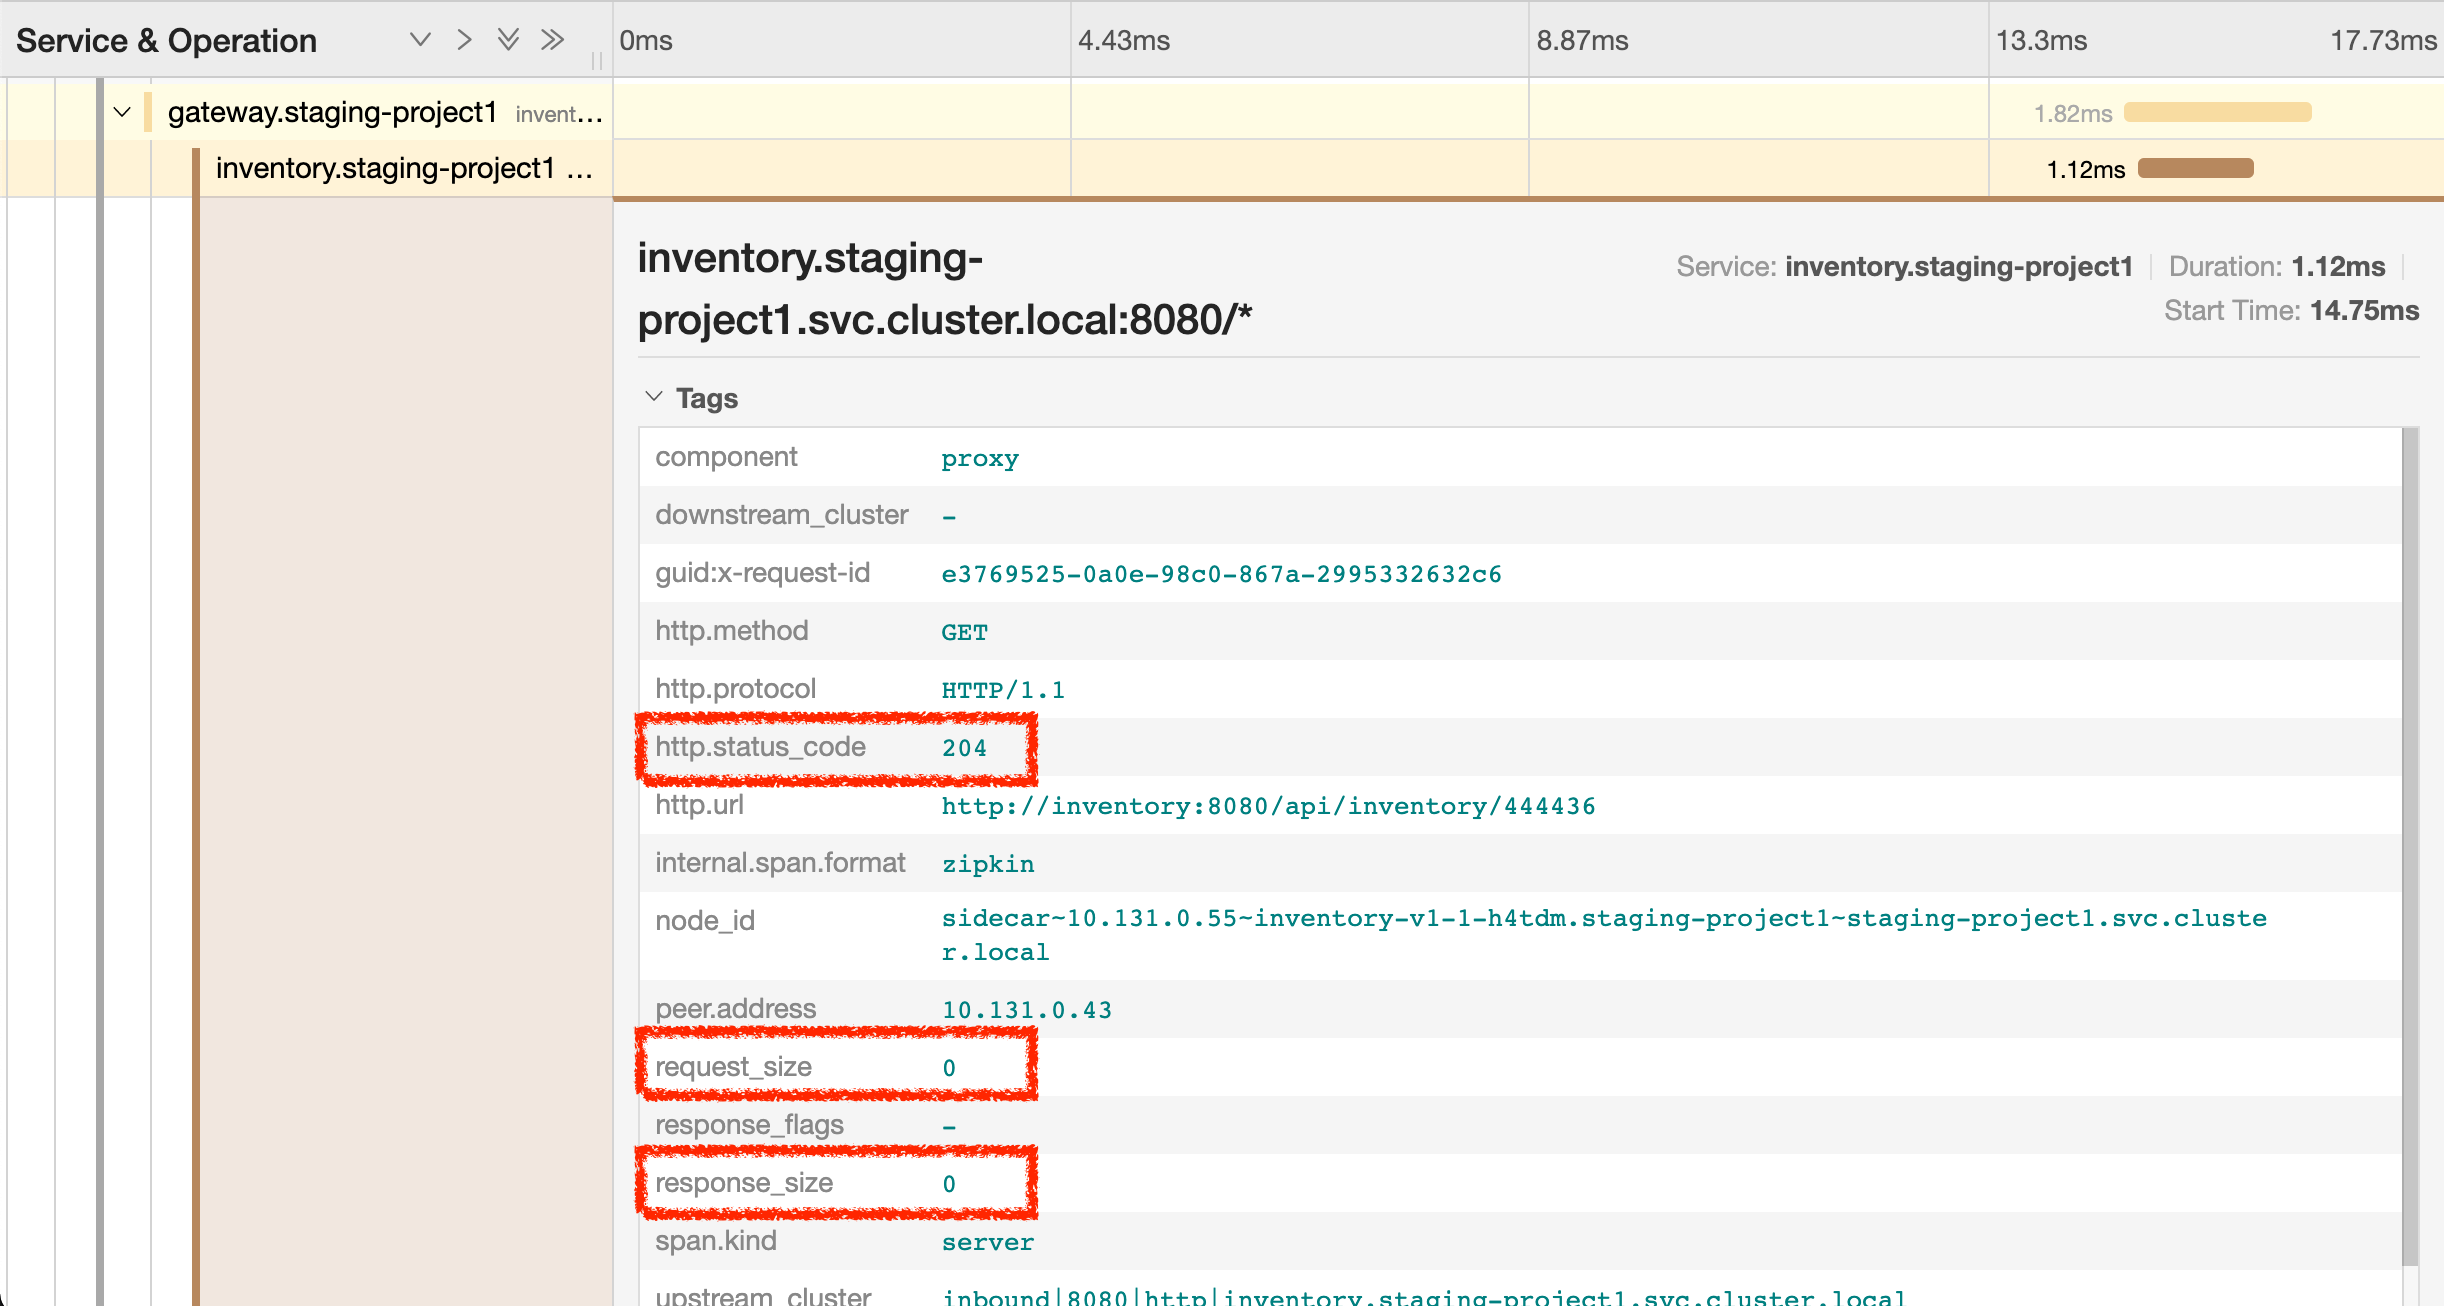 Service & Operation
0ms 4.43ms 8.87ms 13.3ms 17.73ms
gateway.staging-project1 invent... 1.82ms
inventory.staging-project1 ... 1.12ms
inventory.staging-
project1.svc.cluster.local:8080/*
Service: inventory.staging-project1 Duration: 1.12ms
Start Time: 14.75ms
Tags
component proxy
downstream_cluster -
guid:x-request-id e3769525-0a0e-98c0-867a-2995332632c6
http.method GET
http.protocol HTTP/1.1
http.status_code 204
http.url http://inventory:8080/api/inventory/444436
internal.span.format zipkin
node_id sidecar~10.131.0.55~inventory-v1-1-h4tdm.staging-project1~staging-project1.svc.cluste
r.local
peer.address 10.131.0.43
request_size 0
response_flags -
response_size 0
span.kind server
upstream_cluster inbound|8080|http|inventory.staging-project1.svc.cluster.local